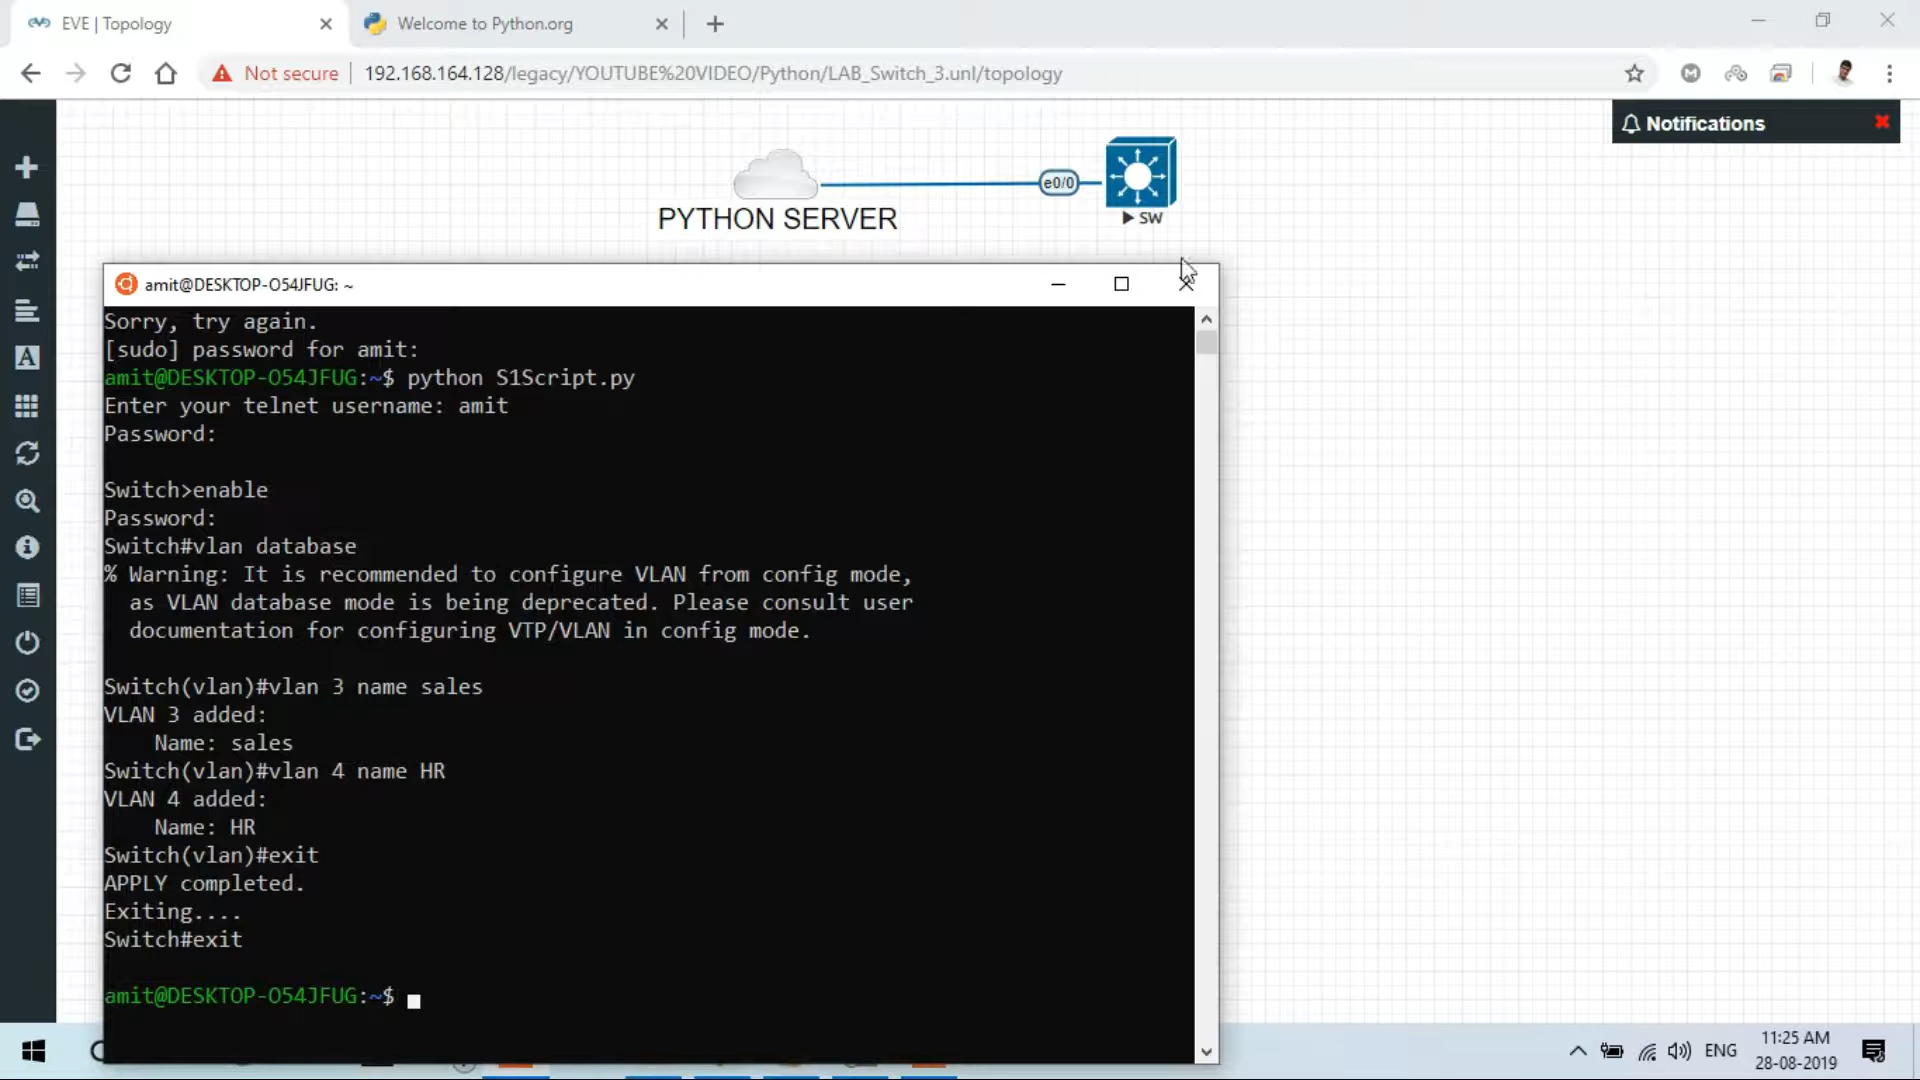 EVE | Topology
Welcome to Python.org
Not secure
192.168.164.128/legacy/YOUTUBE%20VIDEO/Python/LAB_Switch_3.unl/topology
Notifications
e0/0
SW
PYTHON SERVER
amit@DESKTOP-O54JFUG: ~
Sorry, try again.
[sudo] password for amit:
amit@DESKTOP-O54JFUG:~$ python S1Script.py
Enter your telnet username: amit
Password:
Switch>enable
Password:
Switch#vlan database
% Warning: It is recommended to configure VLAN from config mode,
as VLAN database mode is being deprecated. Please consult user
documentation for configuring VTP/VLAN in config mode.
Switch(vlan)#vlan 3 name sales
VLAN 3 added:
Name: sales
Switch(vlan)#vlan 4 name HR
VLAN 4 added:
Name: HR
Switch(vlan)#exit
APPLY completed.
Exiting....
Switch#exit
amit@DESKTOP-O54JFUG:~$
ENG
11:25 AM
28-08-2019